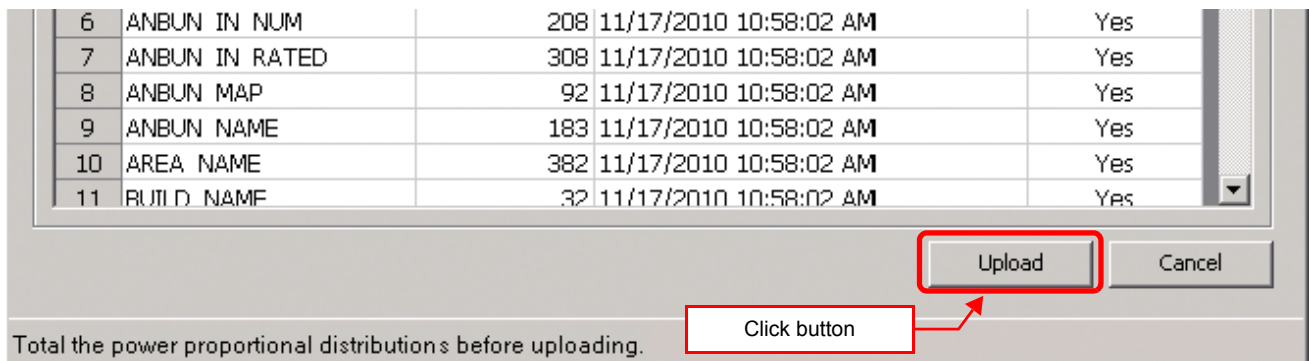 6 ANBUN IN NUM 208 11/17/2010 10:58:02 AM Yes
7 ANBUN IN RATED 308 11/17/2010 10:58:02 AM Yes
8 ANBUN MAP 92 11/17/2010 10:58:02 AM Yes
9 ANBUN NAME 183 11/17/2010 10:58:02 AM Yes
10 AREA NAME 382 11/17/2010 10:58:02 AM Yes
11 BUILD NAME 32 11/17/2010 10:58:02 AM Yes
Upload Cancel
Click button
Total the power proportional distributions before uploading.